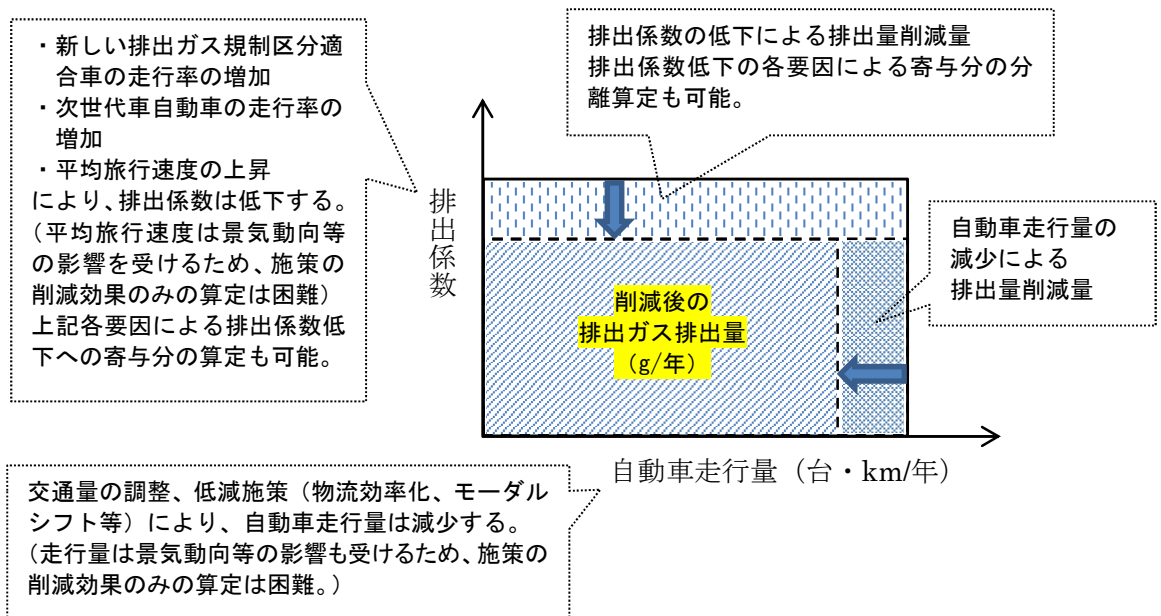 ・新しい排出ガス規制区分適
合車の走行率の増加
・次世代車自動車の走行率の
増加
・平均旅行速度の上昇
により、排出係数は低下する。
(平均旅行速度は景気動向等
の影響を受けるため、施策の
削減効果のみの算定は困難)
上記各要因による排出係数低
下への寄与分の算定も可能。
排出係数の低下による排出量削減量
排出係数低下の各要因による寄与分の分
離算定も可能。
排出係数
自動車走行量の
減少による
排出量削減量
削減後の
排出ガス排出量
(g/年)
自動車走行量(台・km/年)
交通量の調整、低減施策(物流効率化、モーダル
シフト等)により、自動車走行量は減少する。
(走行量は景気動向等の影響も受けるため、施策の
削減効果のみの算定は困難。)